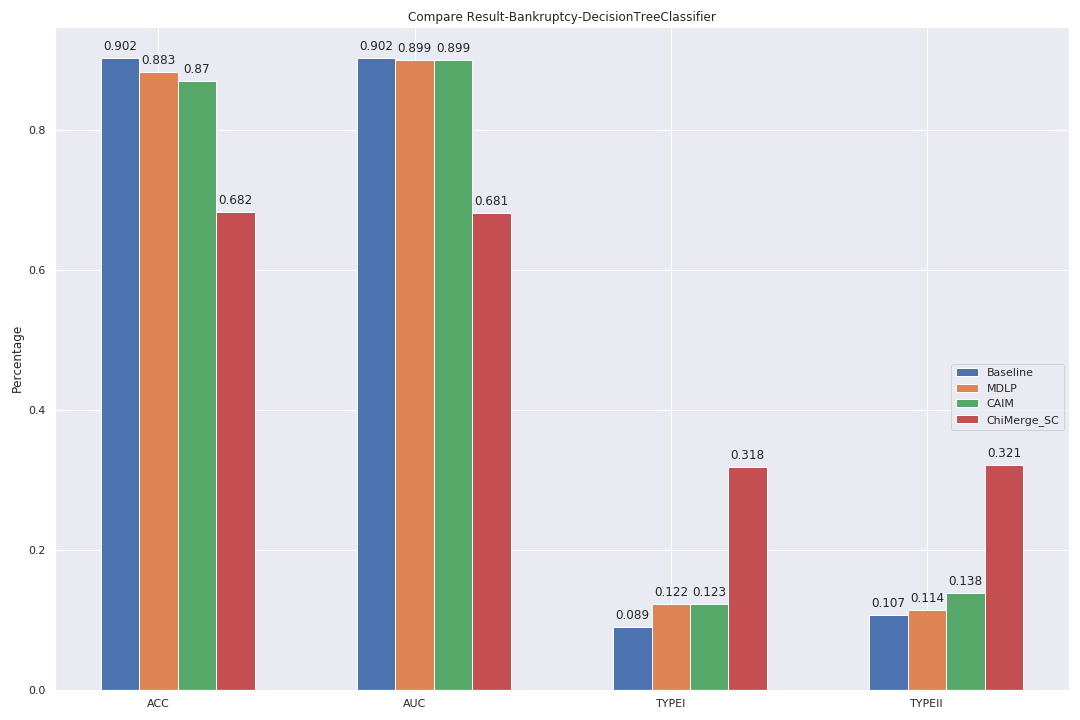 Compare Result-Bankruptcy-DecisionTreeClassifier
0.902
0.883
0.87
0.682
0.902
0.899
0.899
0.681
0.089
0.122
0.123
0.318
0.107
0.114
0.138
0.321
Percentage
0.8
0.6
0.4
0.2
0.0
Baseline
MDLP
CAIM
ChiMerge_SC
ACC
AUC
TYPEI
TYPEII